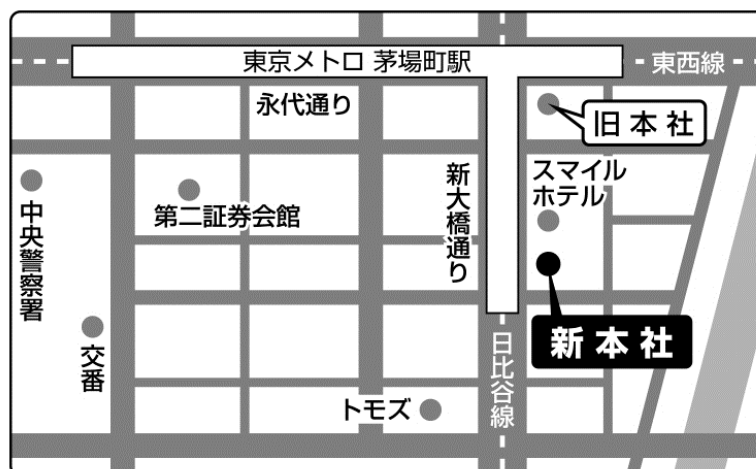 東京メトロ 茅場町駅
東西線
永代通り
旧本社
スマイル
ホテル
新大橋通り
中央警察署
第二証券会館
新本社
交番
日比谷線
トモズ